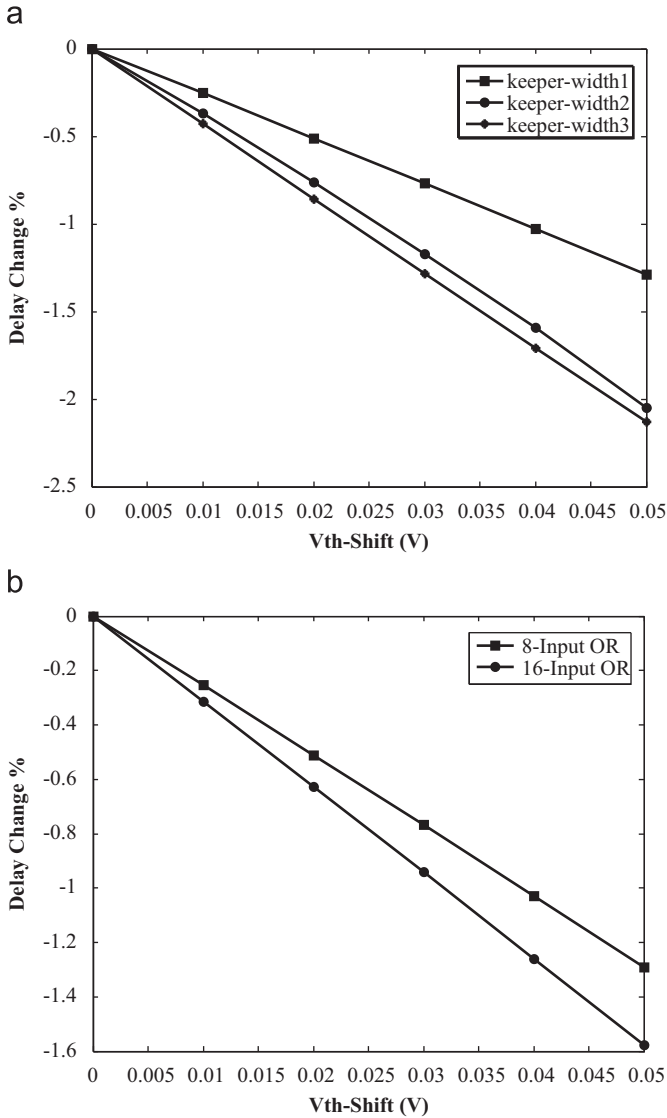 a
0
-0.5
-1
-1.5
-2
-2.5
Delay Change %
keeper-width1
keeper-width2
keeper-width3
0 0.005 0.01 0.015 0.02 0.025 0.03 0.035 0.04 0.045 0.05
Vth-Shift (V)
b
0
-0.2
-0.4
-0.6
-0.8
-1
-1.2
-1.4
-1.6
Delay Change %
8-Input OR
16-Input OR
0 0.005 0.01 0.015 0.02 0.025 0.03 0.035 0.04 0.045 0.05
Vth-Shift (V)